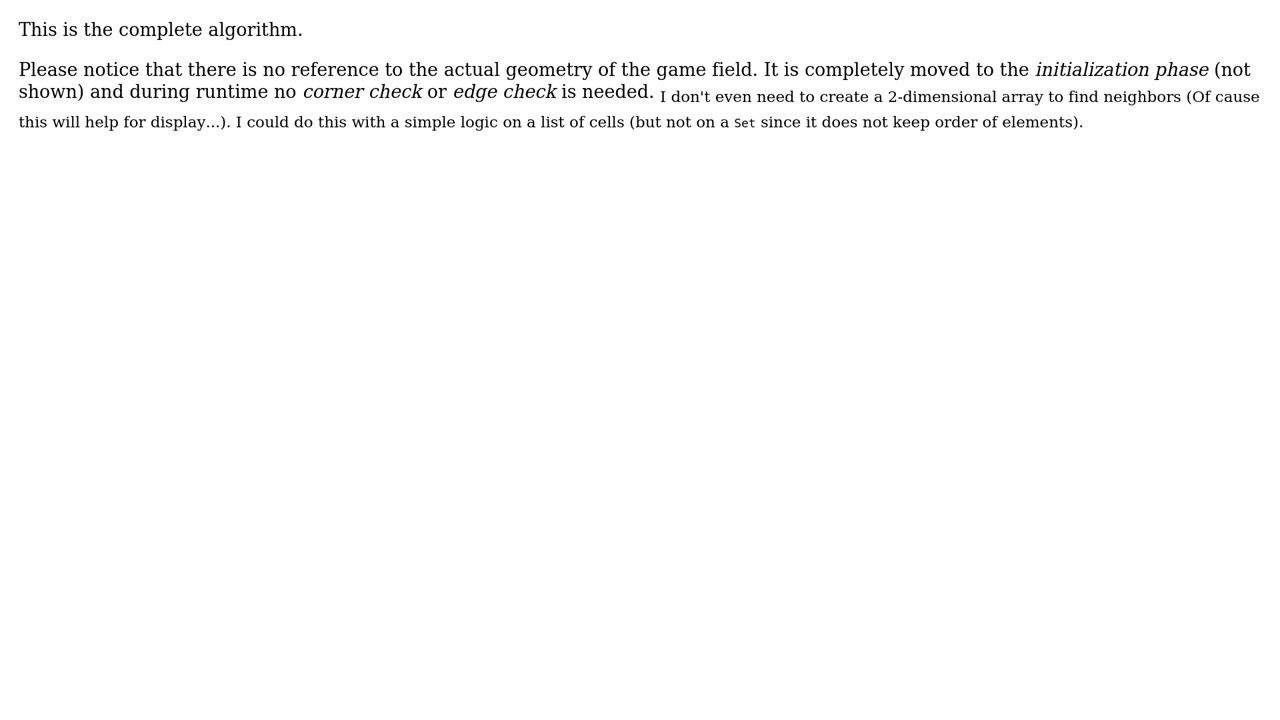 This is the complete algorithm.
Please notice that there is no reference to the actual geometry of the game field. It is completely moved to the initialization phase (not
shown) and during runtime no corner check or edge check is needed. I don't even need to create a 2-dimensional array to find neighbors (Of cause
this will help for display...). I could do this with a simple logic on a list of cells (but not on a Set since it does not keep order of elements).